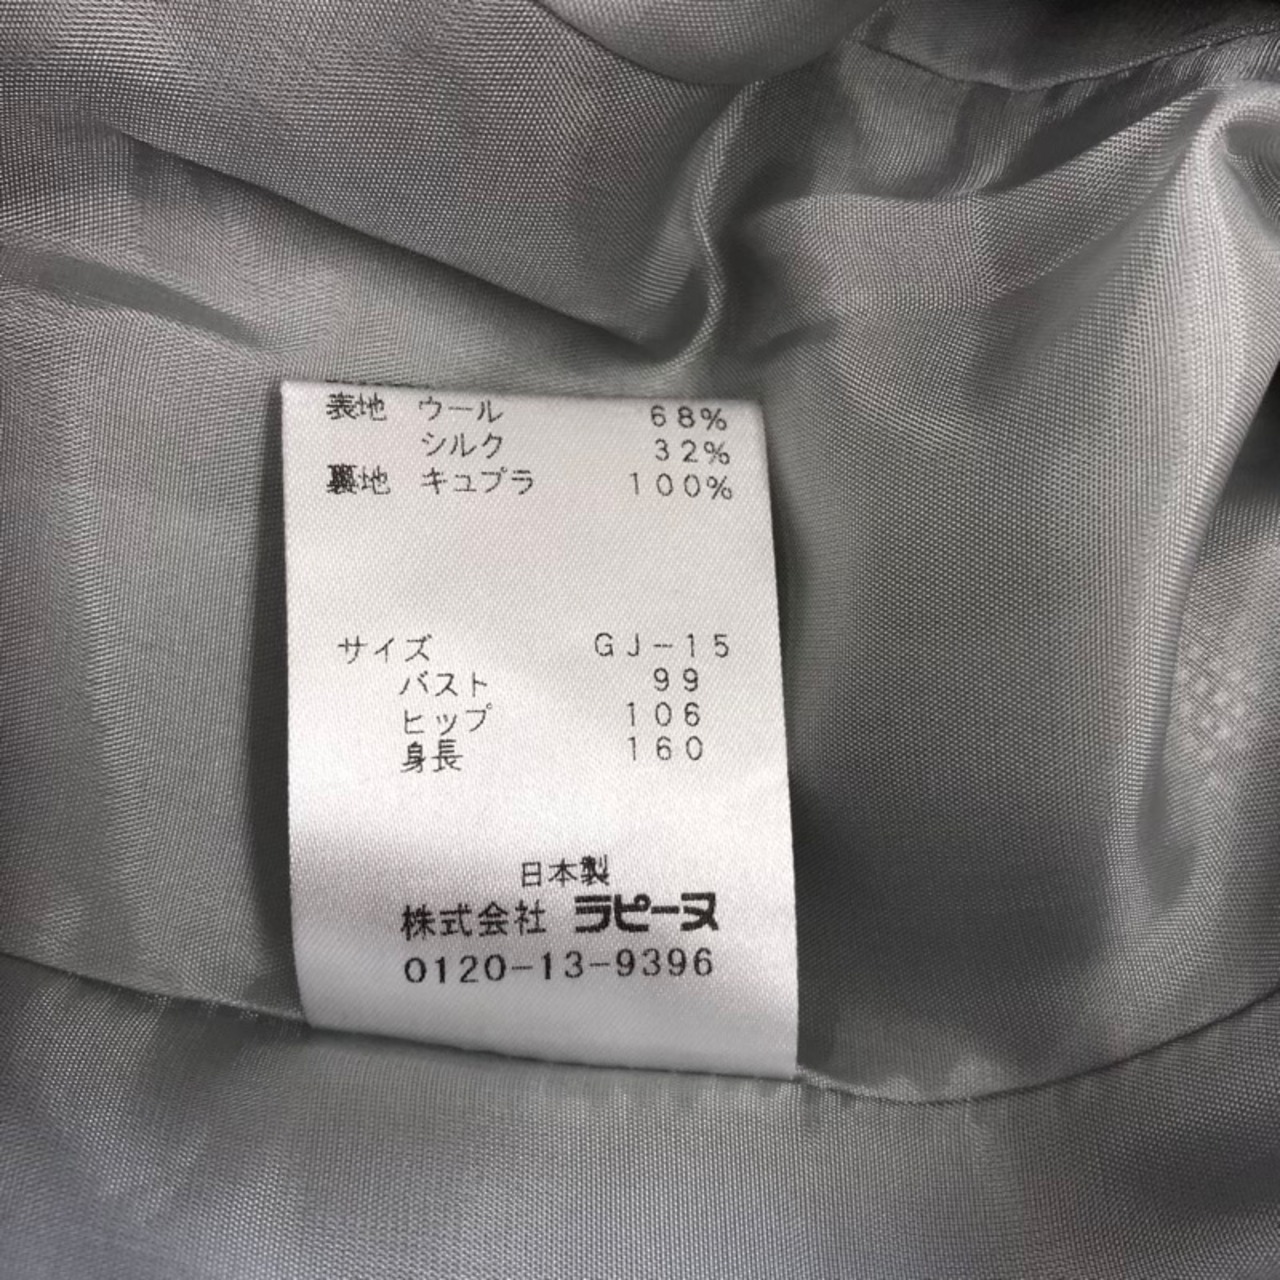 表地 ウール 68%
シルク 32%
裏地 キュプラ 100%
サイズ GJ-15
バスト 99
ヒップ 106
身長 160
日本製
株式会社 ラピーヌ
0120-13-9396